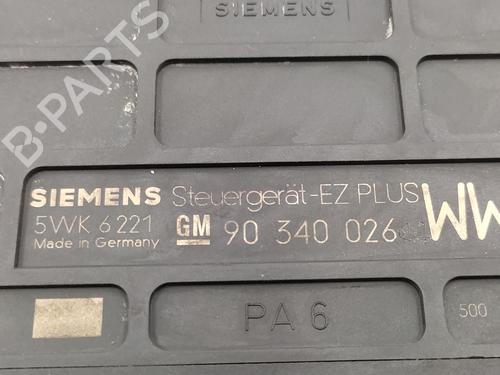 SIEMENS
B-PARTS
SIEMENS Steuergerät-EZ PLUS WW
5WK 6221 GM 90 340 026
Made in Germany
PA 6
500